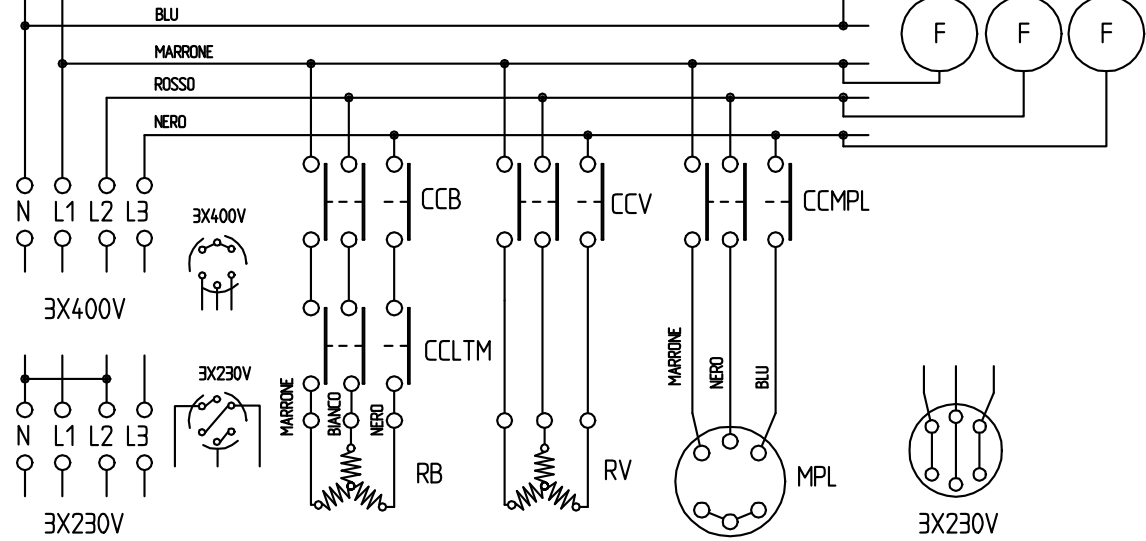 BLU
F F F
MARRONE
ROSSO
NERO
N L1 L2 L3
3X400V
CCB
CCV
CCMPL
3X400V
CCLTM
MARRONE
NERO
BLU
3X230V
MARRONE
BIANCO
NERO
N L1 L2 L3
RB
RV
MPL
3X230V
3X230V